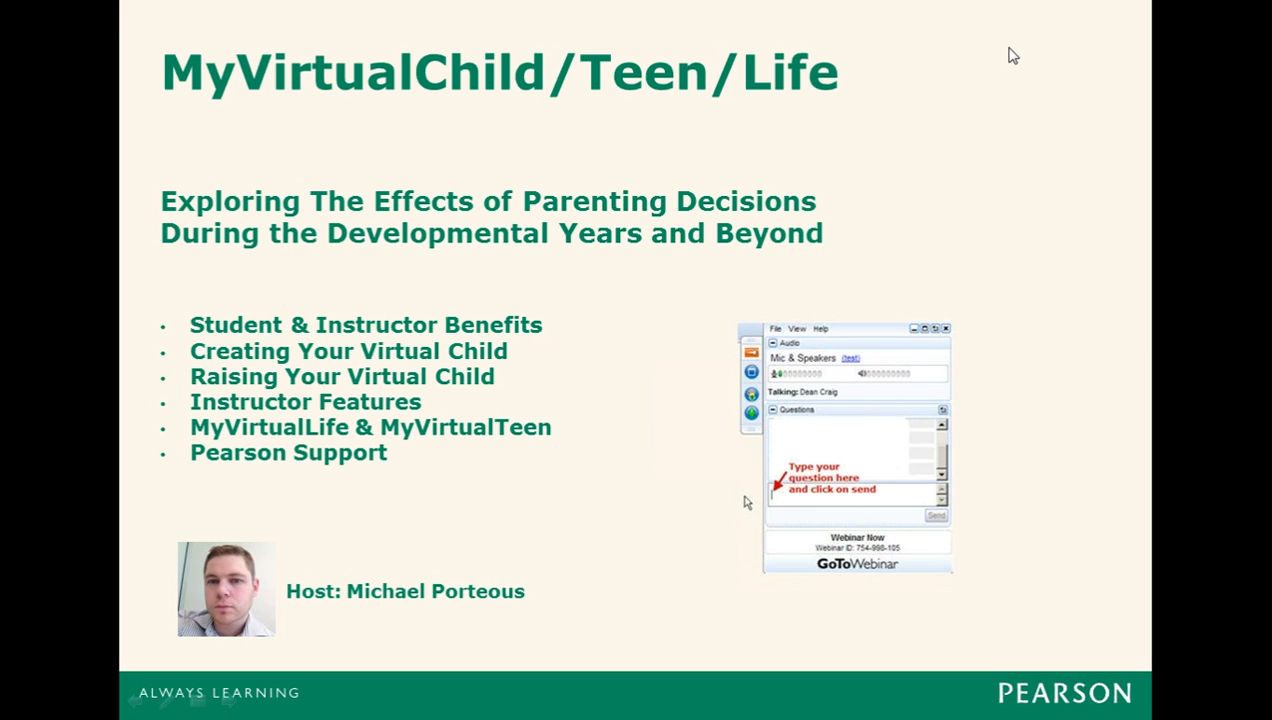 MyVirtualChild/Teen/Life
Exploring The Effects of Parenting Decisions
During the Developmental Years and Beyond
• Student & Instructor Benefits
• Creating Your Virtual Child
• Raising Your Virtual Child
• Instructor Features
• MyVirtualLife & MyVirtualTeen
• Pearson Support
File View Help
Audio
Mic & Speakers (test)
Talking: Dean Craig
Questions
Type your
question here
and click on send
Send
Webinar Now
Webinar ID: 754-998-105
GoToWebinar
Host: Michael Porteous
ALWAYS LEARNING
PEARSON